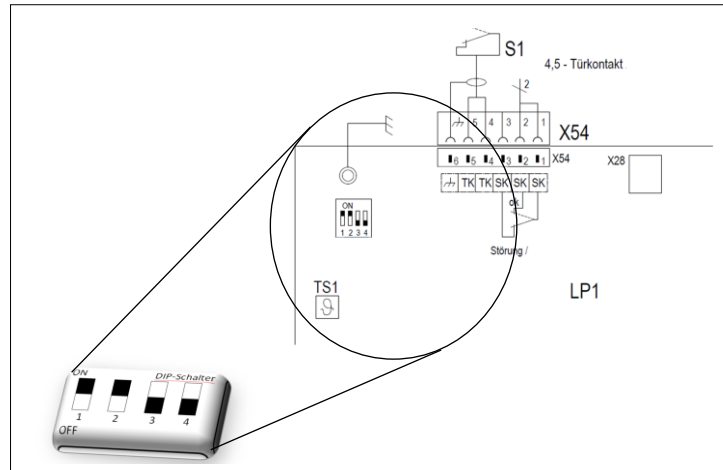 S1
4,5 - Türkontakt
2
5 4 3 2 1
X54
6 5 4 3 2 1
X54
X28
TK TK SK SK SK
ok
ON
1 2 3 4
Störung /
TS1
LP1
ON
DIP-Schalter
1 2 3 4
OFF